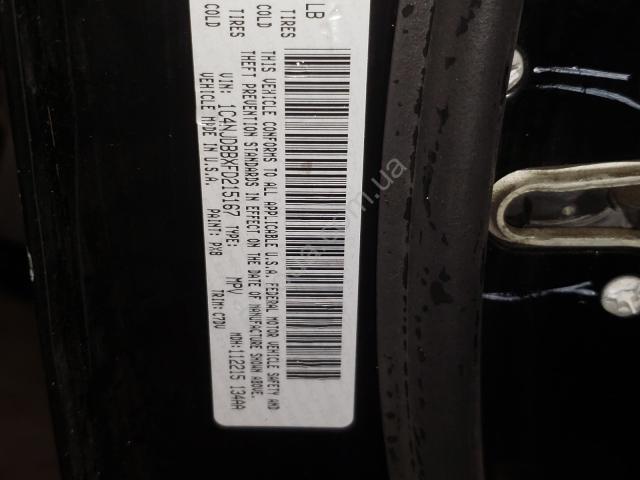 LB
TIRES
COLD
TIRES
COLD
THIS VEHICLE CONFORMS TO ALL APPLICABLE U.S.A. FEDERAL MOTOR VEHICLE SAFETY AND
THEFT PREVENTION STANDARDS IN EFFECT ON THE DATE OF MANUFACTURE SHOWN ABOVE.
VIN: 1C4NJDBBXFD215167 TYPE: MPV MDH:112215 134AA
VEHICLE MADE IN U.S.A. PAINT: PX8 TRIM: C7DV